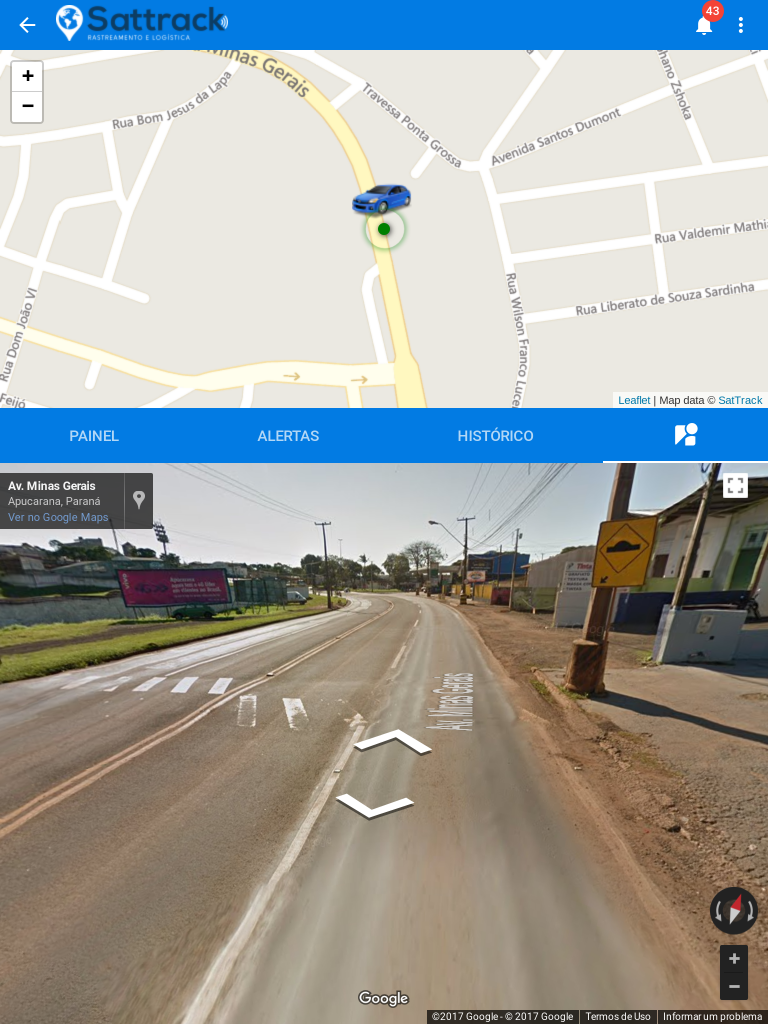 Sattrack
RASTREAMENTO E LOGÍSTICA
43
+
−
Minas Gerais
Rua Bom Jesus da Lapa
Travessa Ponta Grossa
Avenida Santos Dumont
Zshoka
Rua Valdemir Mathia
Rua Liberato de Souza Sardinha
Rua Wilson Franco Luce
Rua Dom João VI
Feijó
Leaflet | Map data © SatTrack
PAINEL
ALERTAS
HISTÓRICO
Av. Minas Gerais
Apucarana, Paraná
Ver no Google Maps
Av. Minas Gerais
+
−
Google
©2017 Google - © 2017 Google
Termos de Uso
Informar um problema